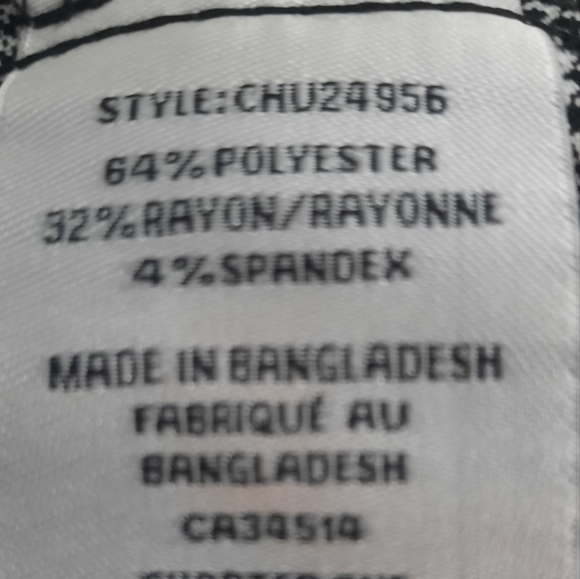 STYLE:CHU24956
64%POLYESTER
32%RAYON/RAYONNE
4%SPANDEX
MADE IN BANGLADESH
FABRIQUÉ AU
BANGLADESH
CA34514